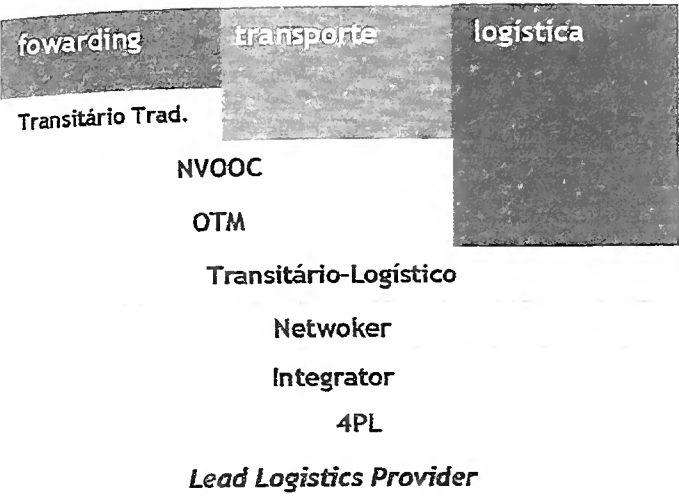 fowarding transporte logística
Transitário Trad.
NVOOC
OTM
Transitário-Logístico
Netwoker
Integrator
4PL
Lead Logistics Provider